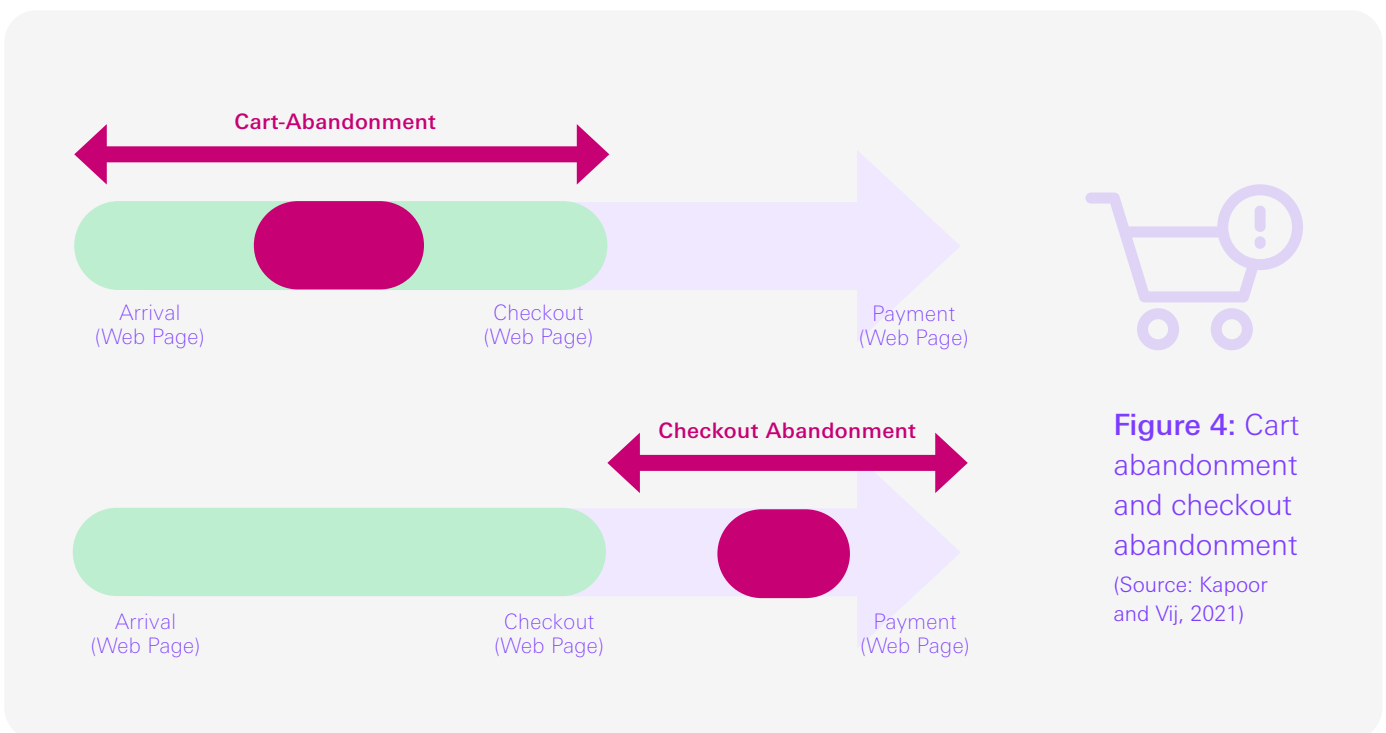 Cart-Abandonment
Arrival
(Web Page)
Checkout
(Web Page)
Payment
(Web Page)
Checkout Abandonment
Arrival
(Web Page)
Checkout
(Web Page)
Payment
(Web Page)
Figure 4: Cart
abandonment
and checkout
abandonment
(Source: Kapoor
and Vij, 2021)